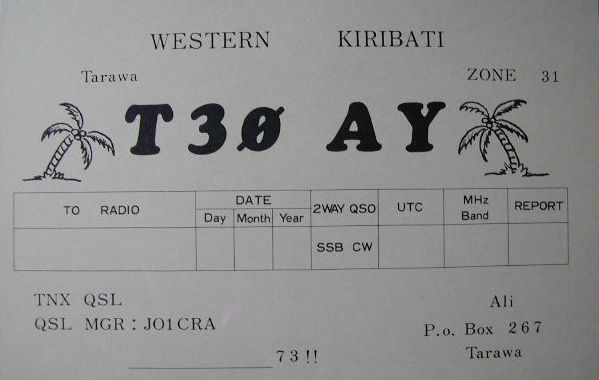 WESTERN KIRIBATI
Tarawa ZONE 31
T3Ø AY
TO RADIO DATE 2WAY QSO UTC MHz Band REPORT
Day Month Year
SSB CW
TNX QSL
QSL MGR: JO1CRA
73!!
Ali
P.o. Box 267
Tarawa